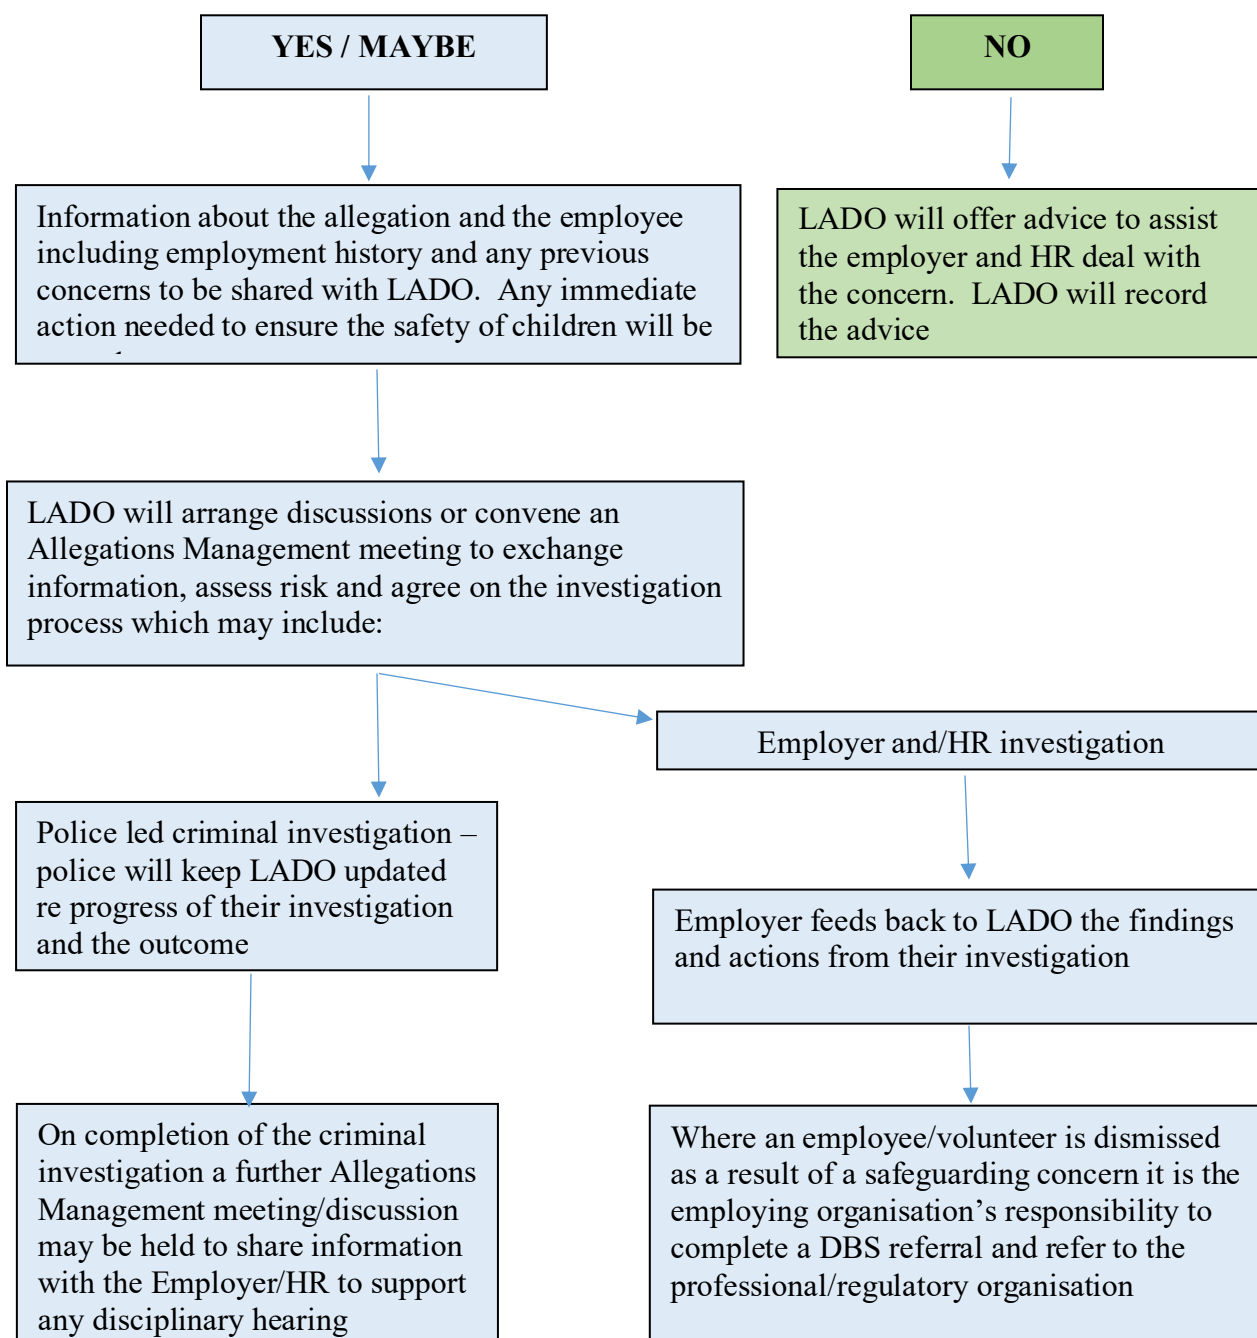 YES / MAYBE
NO
Information about the allegation and the employee
including employment history and any previous
concerns to be shared with LADO.  Any immediate
action needed to ensure the safety of children will be
LADO will offer advice to assist
the employer and HR deal with
the concern.  LADO will record
the advice
LADO will arrange discussions or convene an
Allegations Management meeting to exchange
information, assess risk and agree on the investigation
process which may include:
Employer and/HR investigation
Police led criminal investigation –
police will keep LADO updated
re progress of their investigation
and the outcome
Employer feeds back to LADO the findings
and actions from their investigation
On completion of the criminal
investigation a further Allegations
Management meeting/discussion
may be held to share information
with the Employer/HR to support
any disciplinary hearing
Where an employee/volunteer is dismissed
as a result of a safeguarding concern it is the
employing organisation’s responsibility to
complete a DBS referral and refer to the
professional/regulatory organisation